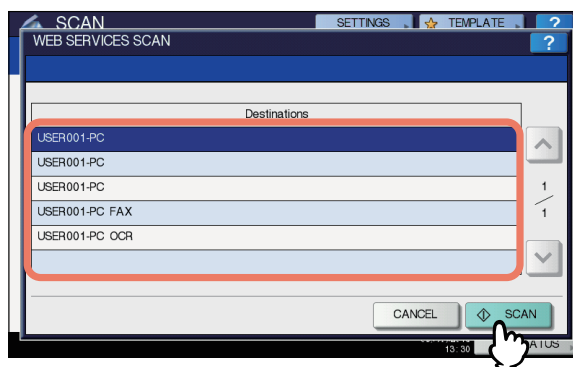 SCAN SETTINGS TEMPLATE ?
WEB SERVICES SCAN ?
Destinations
USER001-PC
USER001-PC
USER001-PC
1
USER001-PC FAX
1
USER001-PC OCR
CANCEL SCAN
13:30 ATUS